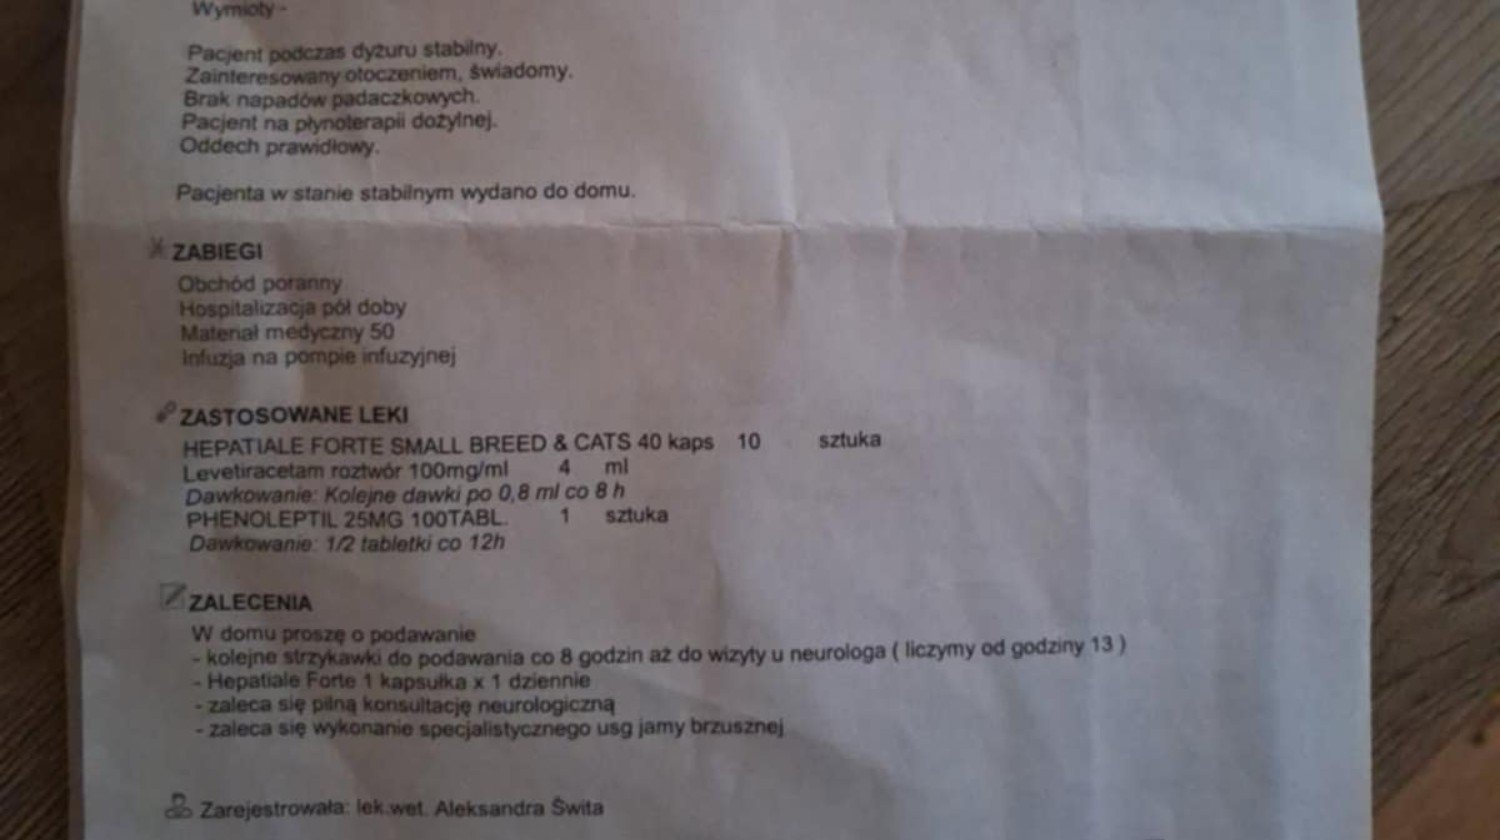 Wymioty -
Pacjent podczas dyżuru stabilny.
Zainteresowany otoczeniem, świadomy.
Brak napadów padaczkowych.
Pacjent na płynoterapii dożylnej.
Oddech prawidłowy.
Pacjenta w stanie stabilnym wydano do domu.
ZABIEGI
Obchód poranny
Hospitalizacja pół doby
Materiał medyczny 50
Infuzja na pompie infuzyjnej
ZASTOSOWANE LEKI
HEPATIALE FORTE SMALL BREED & CATS 40 kaps 10 sztuka
Levetiracetam roztwór 100mg/ml 4 ml
Dawkowanie: Kolejne dawki po 0,8 ml co 8 h
PHENOLEPTIL 25MG 100TABL. 1 sztuka
Dawkowanie: 1/2 tabletki co 12h
ZALECENIA
W domu proszę o podawanie
- kolejne strzykawki do podawania co 8 godzin aż do wizyty u neurologa ( liczymy od godziny 13 )
- Hepatiale Forte 1 kapsułka x 1 dziennie
- zaleca się pilną konsultację neurologiczną
- zaleca się wykonanie specjalistycznego usg jamy brzusznej
Zarejestrowała: lek.wet. Aleksandra Świta